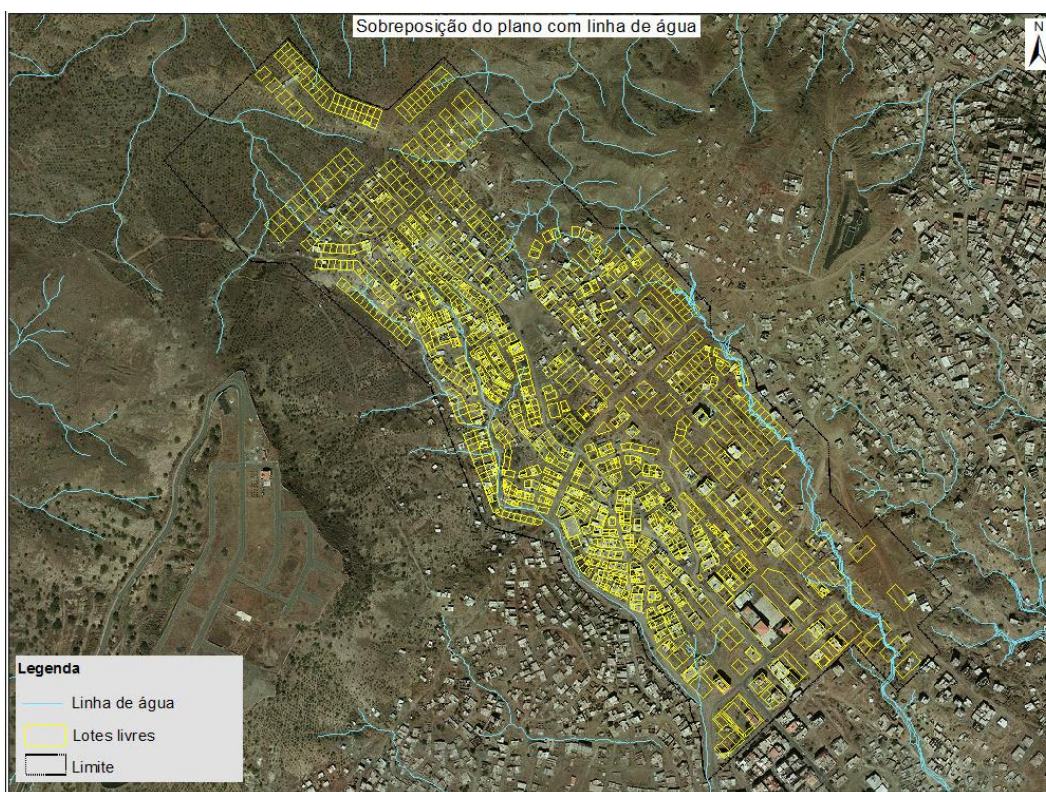 Sobreposição do plano com linha de água
N
Legenda
Linha de água
Lotes livres
Limite